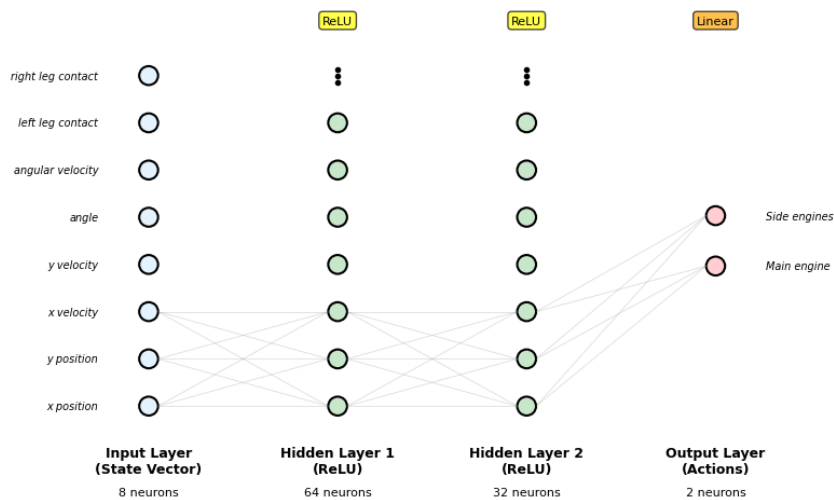 ReLU
ReLU
Linear
right leg contact
left leg contact
angular velocity
angle
y velocity
x velocity
y position
x position
Side engines
Main engine
Input Layer
(State Vector)
8 neurons
Hidden Layer 1
(ReLU)
64 neurons
Hidden Layer 2
(ReLU)
32 neurons
Output Layer
(Actions)
2 neurons